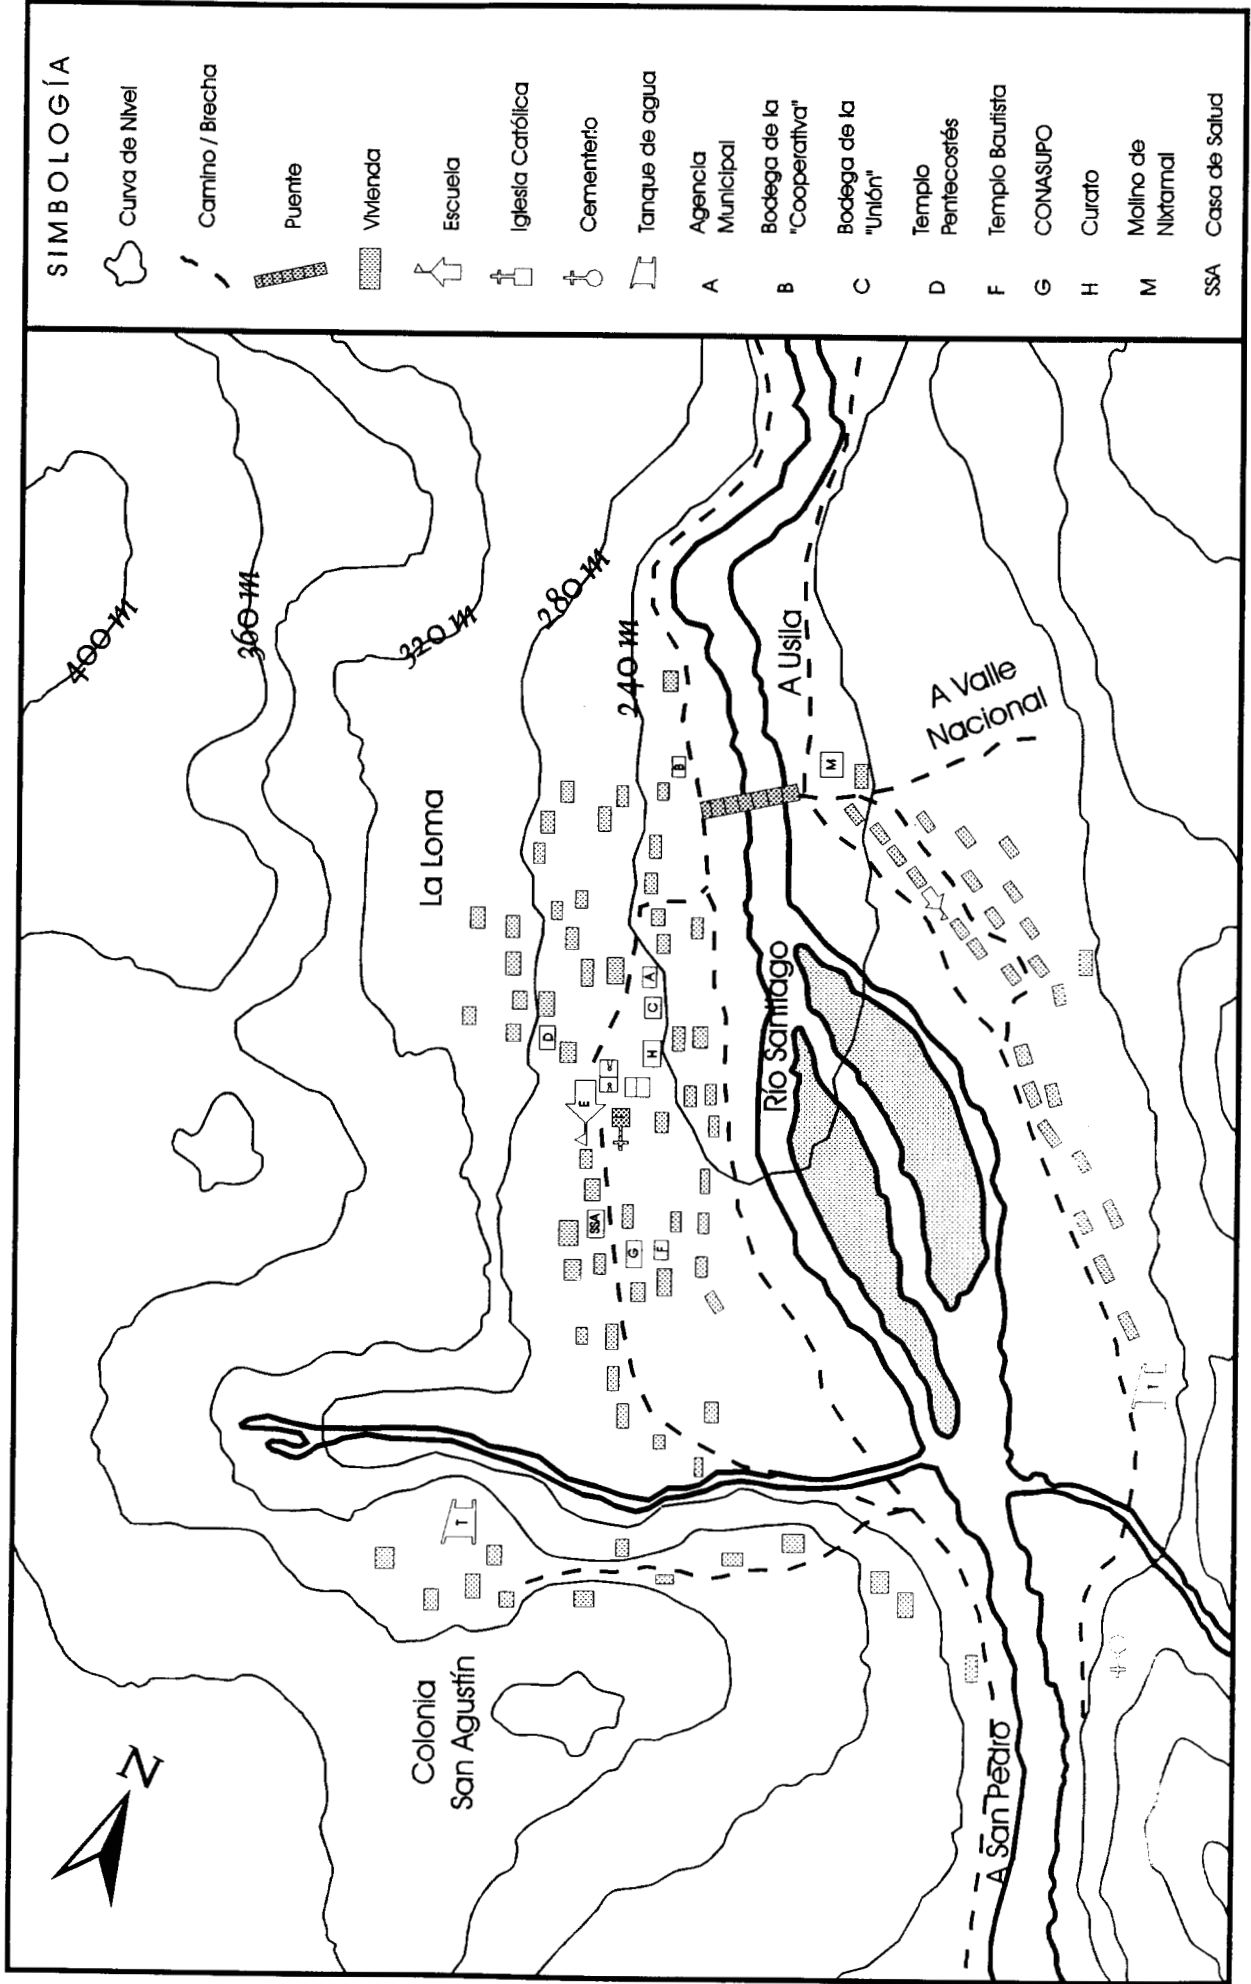 SIMBOLOGÍA
Curva de Nivel
Camino / Brecha
Puente
Vivienda
Escuela
Iglesia Católica
Cementerio
Tanque de agua
A Agencia
Municipal
B Bodega de la
"Cooperativa"
C Bodega de la
"Unión"
D Templo
Pentecostés
F Templo Bautista
G CONASUPO
H Curato
M Molino de
Nixtamal
SSA Casa de Salud
N
400 m
360 m
320 m
280 m
240 m
La Loma
Colonia
San Agustín
Río Santiago
A Usila
A Valle
Nacional
A San Pedro
B
M
A
C
D
H
E
SSA
G
F
T
T